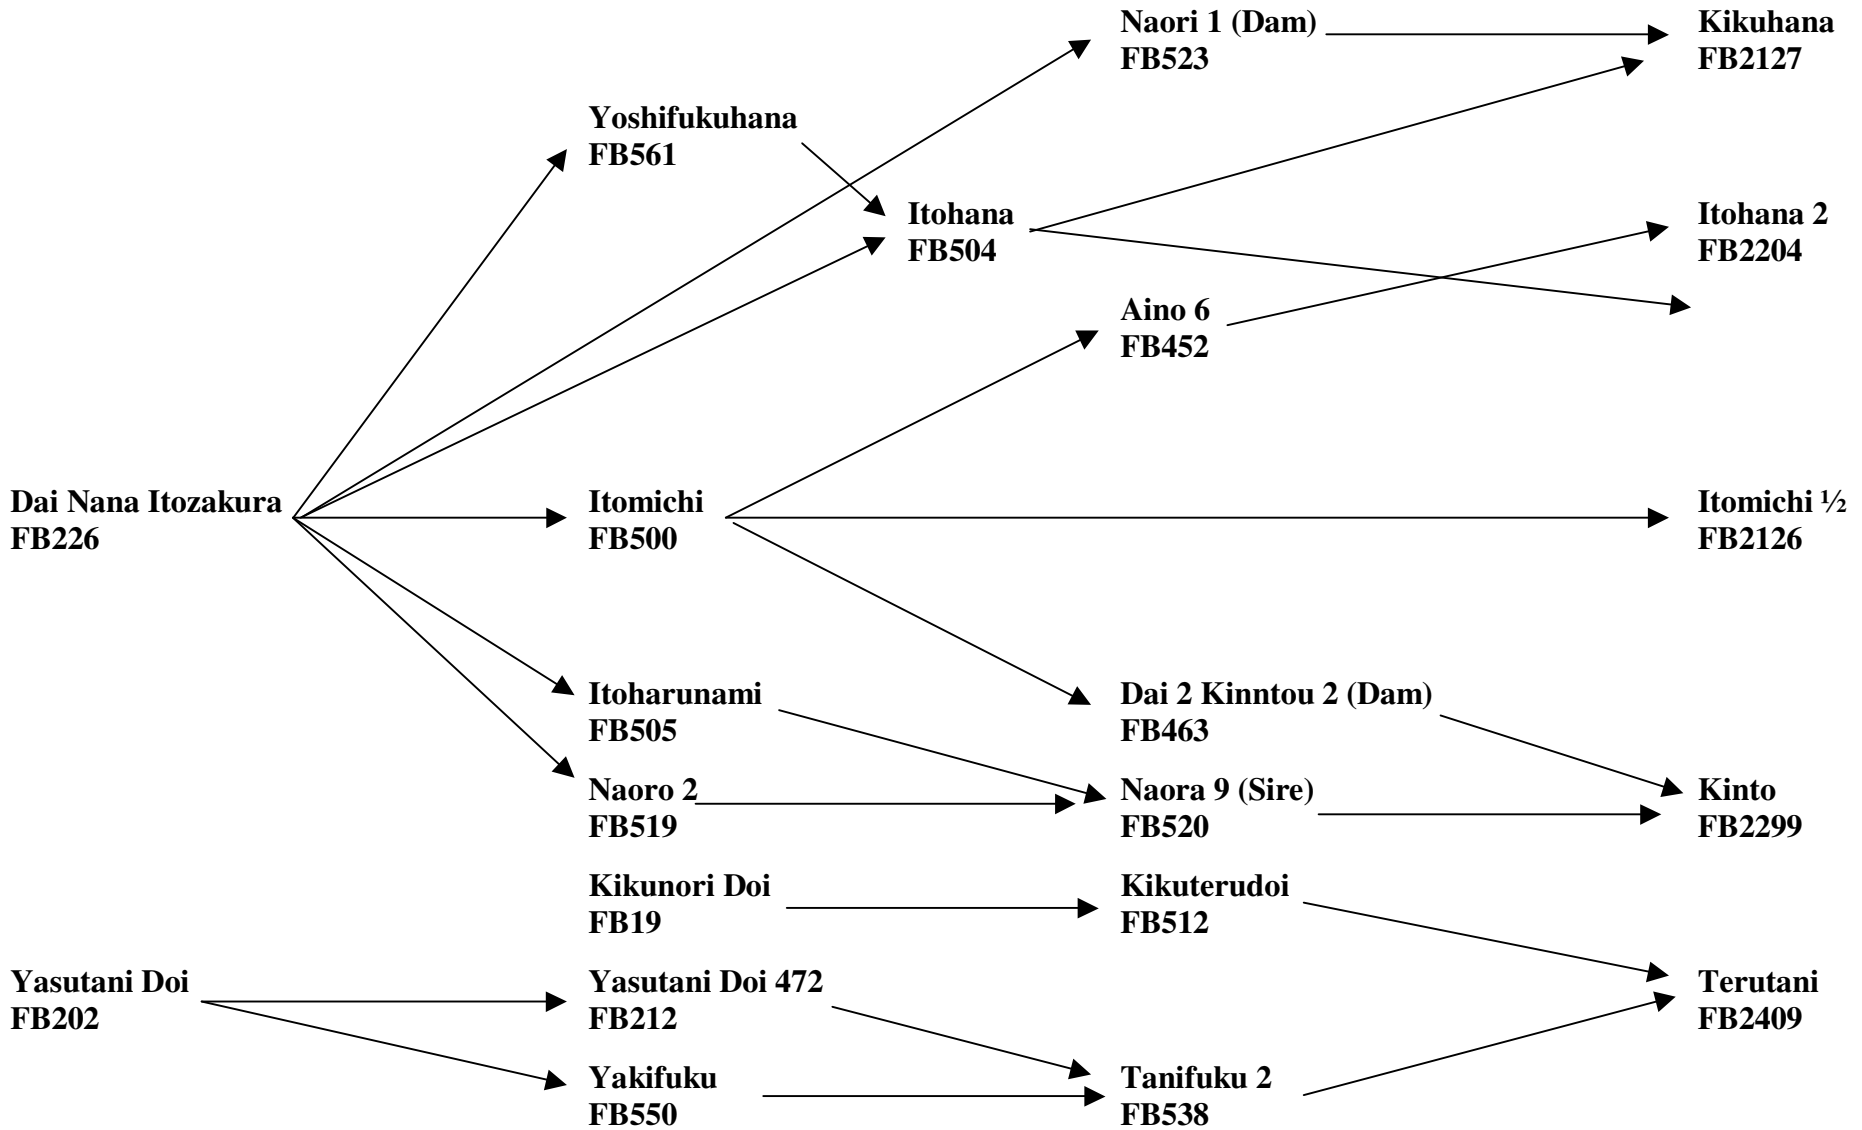 Naori 1 (Dam)
FB523
Kikuhana
FB2127
Yoshifukuhana
FB561
Itohana
FB504
Itohana 2
FB2204
Aino 6
FB452
Dai Nana Itozakura
FB226
Itomichi
FB500
Itomichi ½
FB2126
Itoharunami
FB505
Dai 2 Kinntou 2 (Dam)
FB463
Naoro 2
FB519
Naora 9 (Sire)
FB520
Kinto
FB2299
Kikunori Doi
FB19
Kikuterudoi
FB512
Yasutani Doi
FB202
Yasutani Doi 472
FB212
Terutani
FB2409
Yakifuku
FB550
Tanifuku 2
FB538